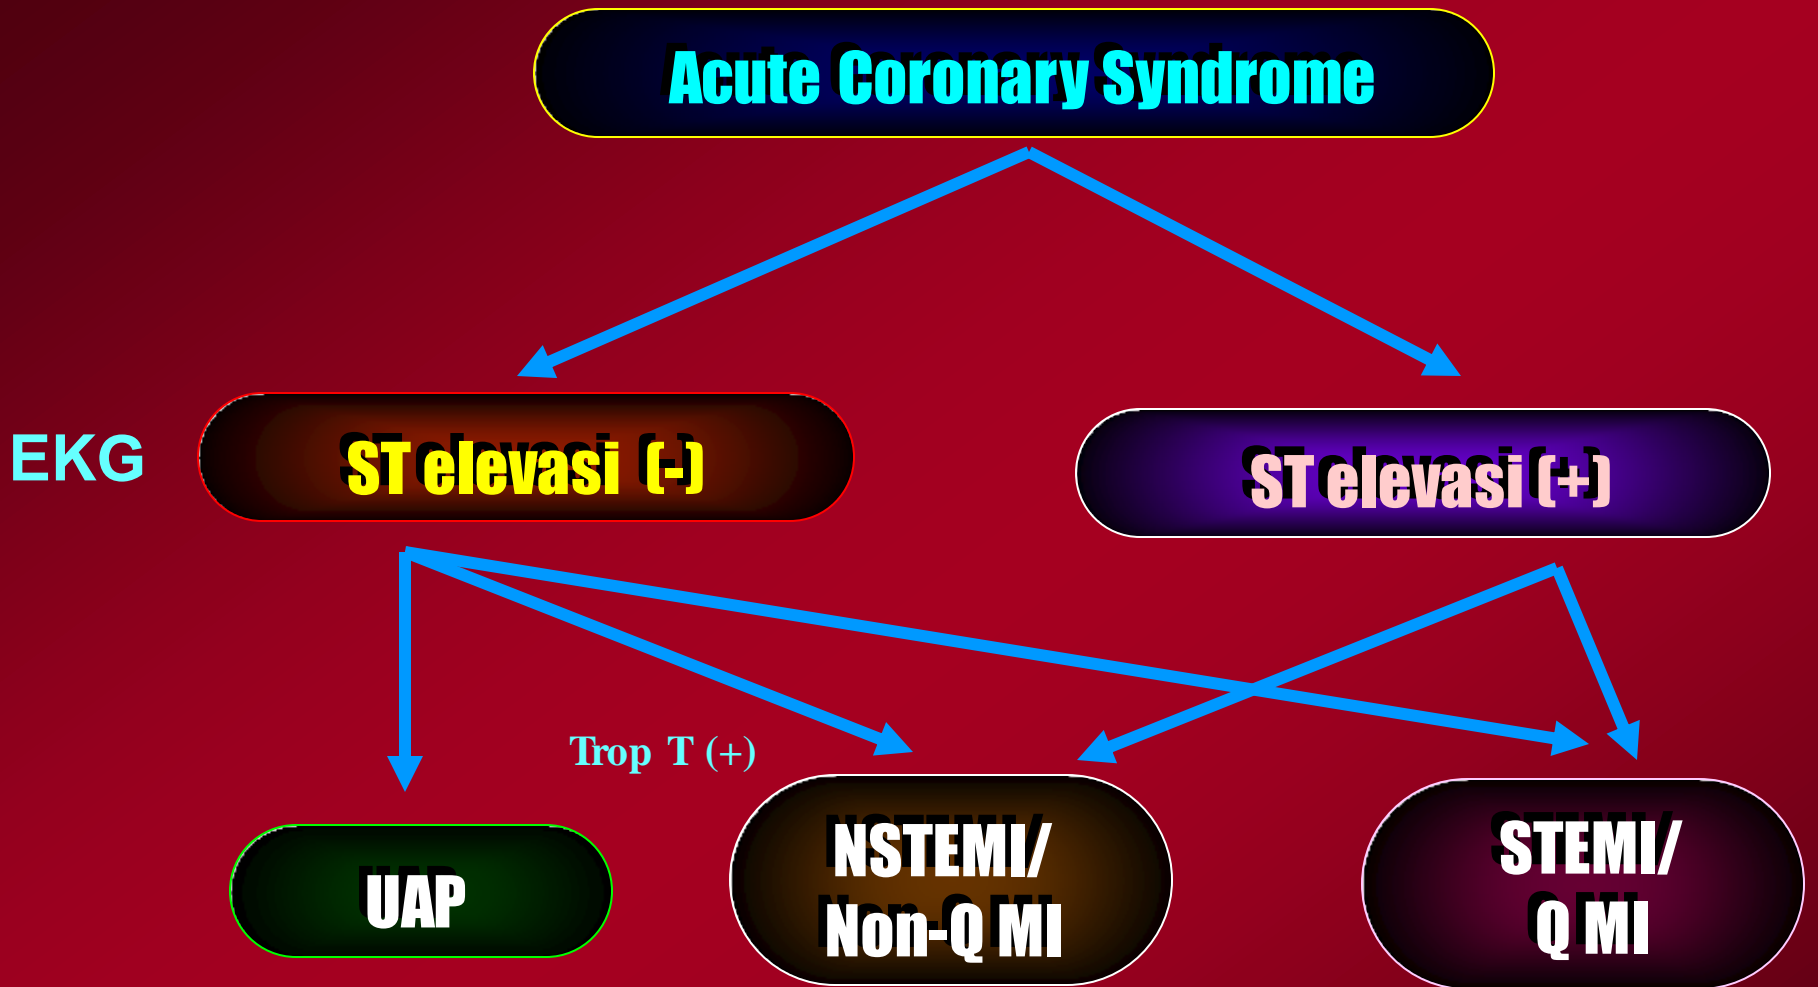 Acute Coronary Syndrome
EKG
ST elevasi (-)
ST elevasi (+)
Trop T (+)
UAP
NSTEMI/
Non-Q MI
STEMI/
Q MI